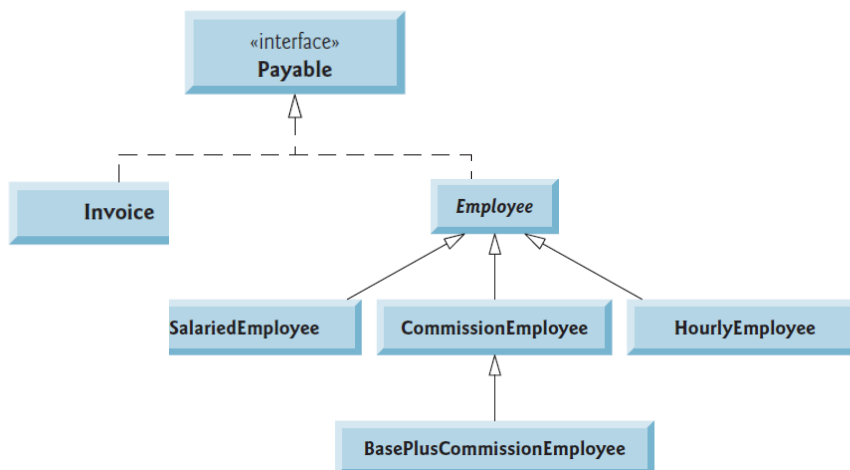 «interface»
Payable
Invoice
Employee
SalariedEmployee
CommissionEmployee
HourlyEmployee
BasePlusCommissionEmployee